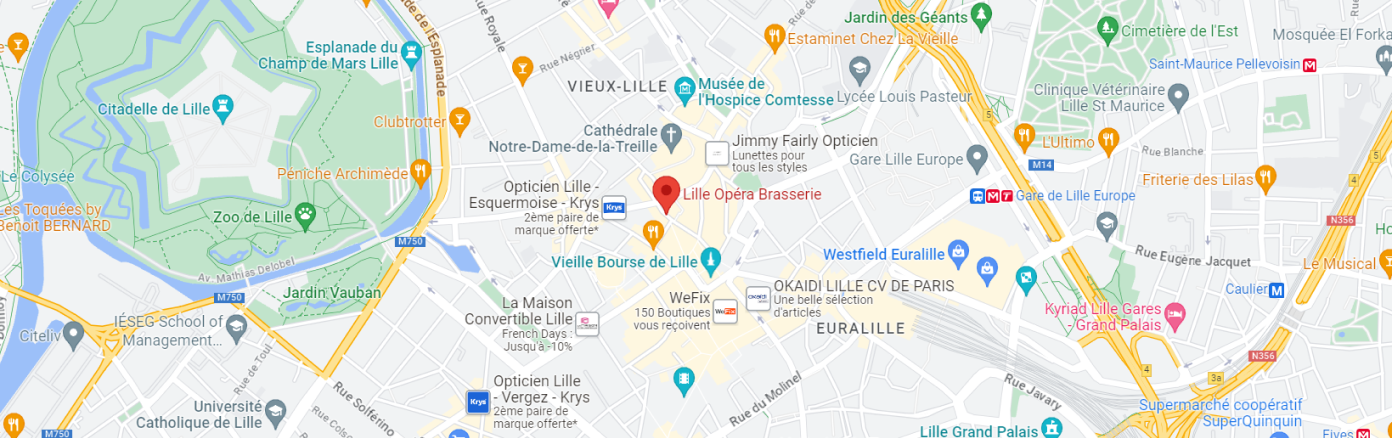 Rue Royale
Rue Négrier
de l'Esplanade
Esplanade du
Champ de Mars Lille
Citadelle de Lille
Clubtrotter
Péniche Archimède
Le Colysée
Les Toquées by
Benoit BERNARD
Zoo de Lille
M750
Av. Mathias Delobel
M750
Jardin Vauban
Citeliv
IÉSEG School of
Management...
Rue de Toul
Rue Solférino
Université
Catholique de Lille
M750
VIEUX-LILLE
Musée de
l'Hospice Comtesse
Cathédrale
Notre-Dame-de-la-Treille
Jimmy Fairly Opticien
Lunettes pour
tous les styles
Opticien Lille -
Esquermoise - Krys
2ème paire de
marque offerte*
Krys
Lille Opéra Brasserie
Vieille Bourse de Lille
La Maison
Convertible Lille
French Days :
Jusqu'à -10%
WeFix
150 Boutiques
vous reçoivent
WeFix
OKAIDI
OKAIDI LILLE CV DE PARIS
Une belle sélection
d'articles
EURALILLE
Opticien Lille
- Vergez - Krys
2ème paire de
marque offerte*
Krys
Rue du Molinel
Estaminet Chez La Vieille
Jardin des Géants
Cimetière de l'Est
Mosquée El Forka
Saint-Maurice Pellevoisin
M
Lycée Louis Pasteur
Clinique Vétérinaire
Lille St Maurice
5
L'Ultimo
M14
Rue Blanche
Gare Lille Europe
Gare de Lille Europe
Friterie des Lilas
5
4
N356
Rue Eugène Jacquet
Le Musical
Westfield Euralille
Caulier
M
Kyriad Lille Gares
- Grand Palais
N356
4
3a
Rue Javary
Supermarché coopératif
SuperQuinquin
Lille Grand Palais
Fives
M